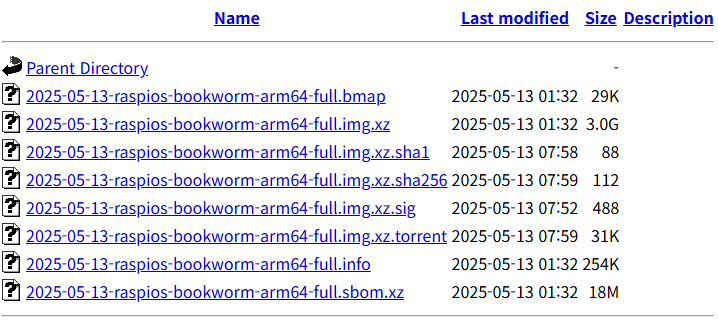 Name Last modified Size Description
Parent Directory -
2025-05-13-raspios-bookworm-arm64-full.bmap 2025-05-13 01:32 29K
2025-05-13-raspios-bookworm-arm64-full.img.xz 2025-05-13 01:32 3.0G
2025-05-13-raspios-bookworm-arm64-full.img.xz.sha1 2025-05-13 07:58 88
2025-05-13-raspios-bookworm-arm64-full.img.xz.sha256 2025-05-13 07:59 112
2025-05-13-raspios-bookworm-arm64-full.img.xz.sig 2025-05-13 07:52 488
2025-05-13-raspios-bookworm-arm64-full.img.xz.torrent 2025-05-13 07:59 31K
2025-05-13-raspios-bookworm-arm64-full.info 2025-05-13 01:32 254K
2025-05-13-raspios-bookworm-arm64-full.sbom.xz 2025-05-13 01:32 18M